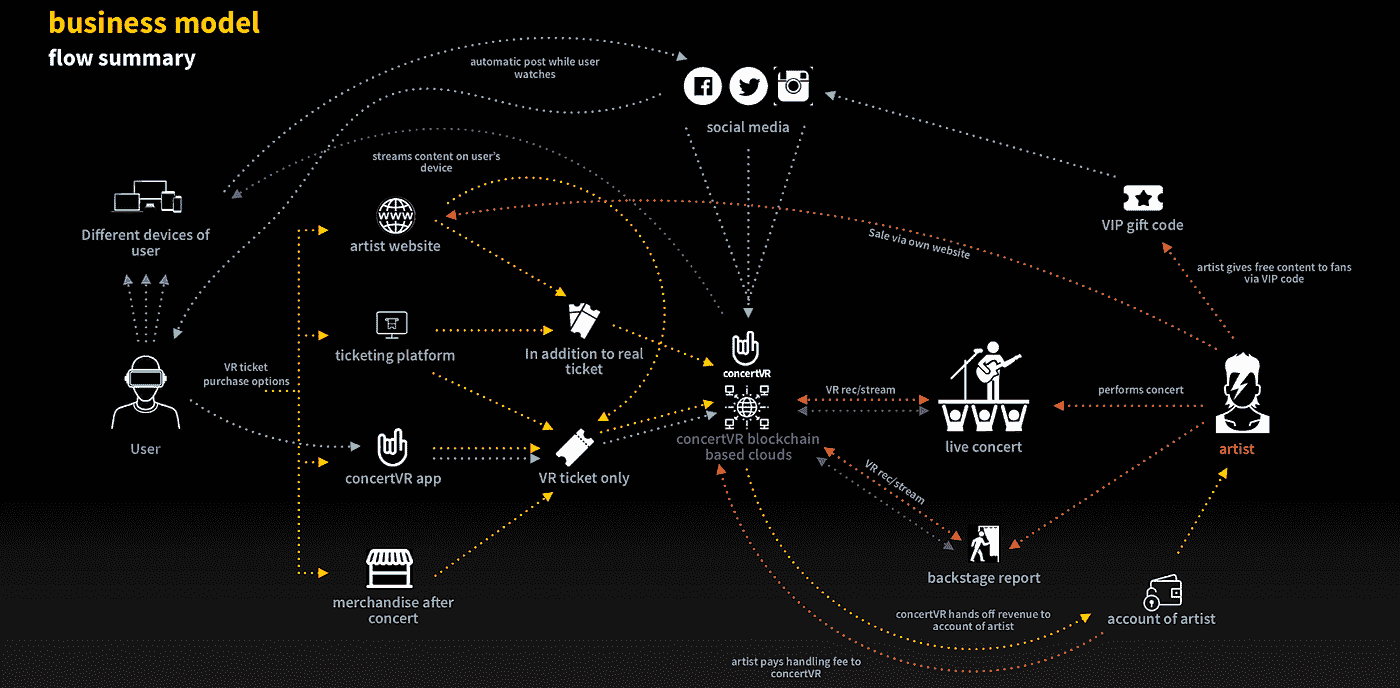 business model
flow summary
automatic post while user
watches
social media
streams content on user's
device
www
artist website
Different devices of
user
VIP gift code
Sale via own website
artist gives free content to fans
via VIP code
ticketing platform
In addition to real
ticket
concertVR
VR ticket
purchase options
VR rec/stream
performs concert
User
concertVR app
VR ticket only
concertVR blockchain
based clouds
live concert
artist
VR rec/stream
merchandise after
concert
backstage report
concertVR hands off revenue to
account of artist
account of artist
artist pays handling fee to
concertVR